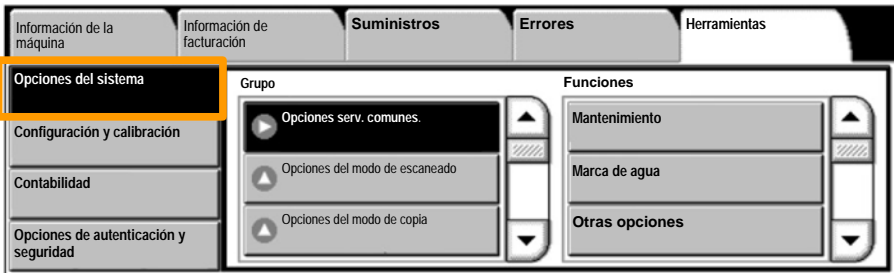 Información de la
máquina
Información de
facturación
Suministros
Errores
Herramientas
Opciones del sistema
Configuración y calibración
Contabilidad
Opciones de autenticación y
seguridad
Grupo
Opciones serv. comunes.
Opciones del modo de escaneado
Opciones del modo de copia
Funciones
Mantenimiento
Marca de agua
Otras opciones